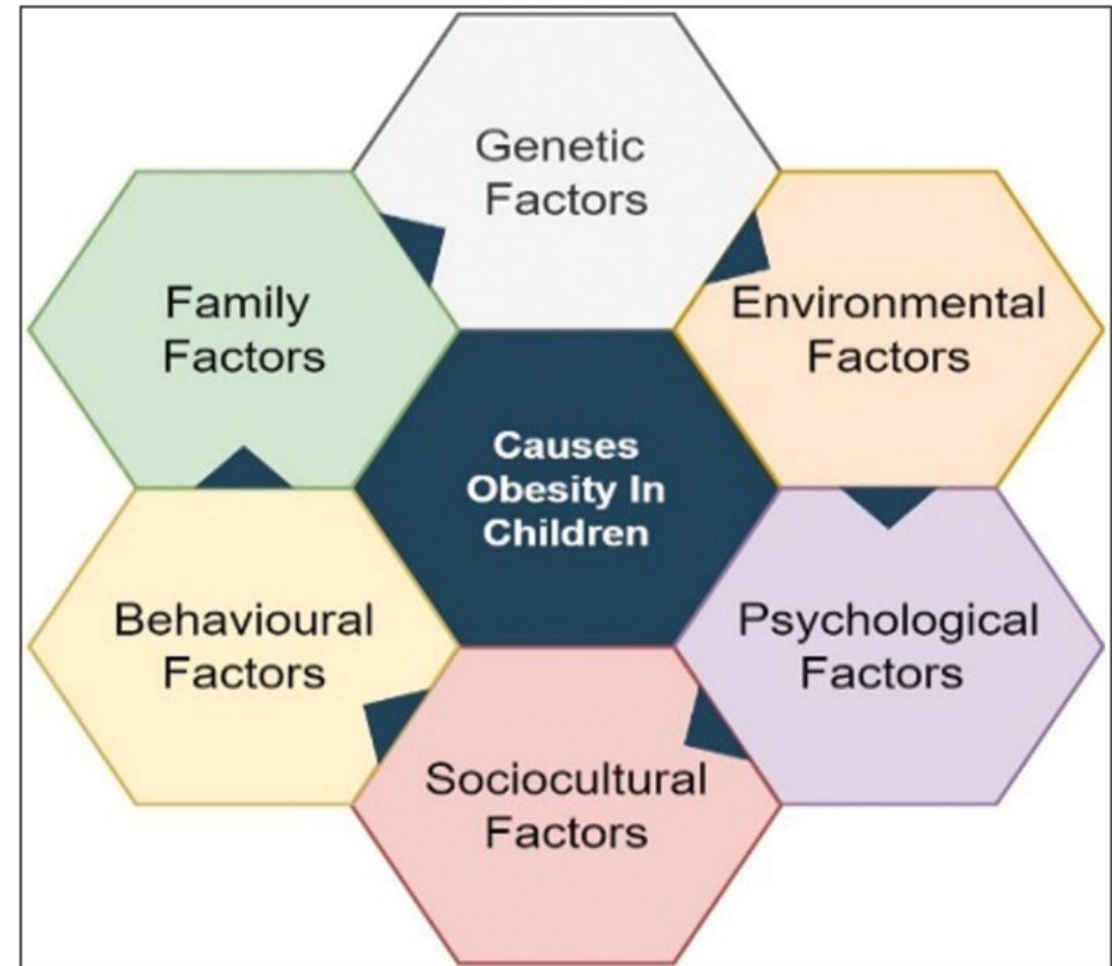 Genetic
Factors
Family
Factors
Environmental
Factors
Causes
Obesity In
Children
Behavioural
Factors
Psychological
Factors
Sociocultural
Factors